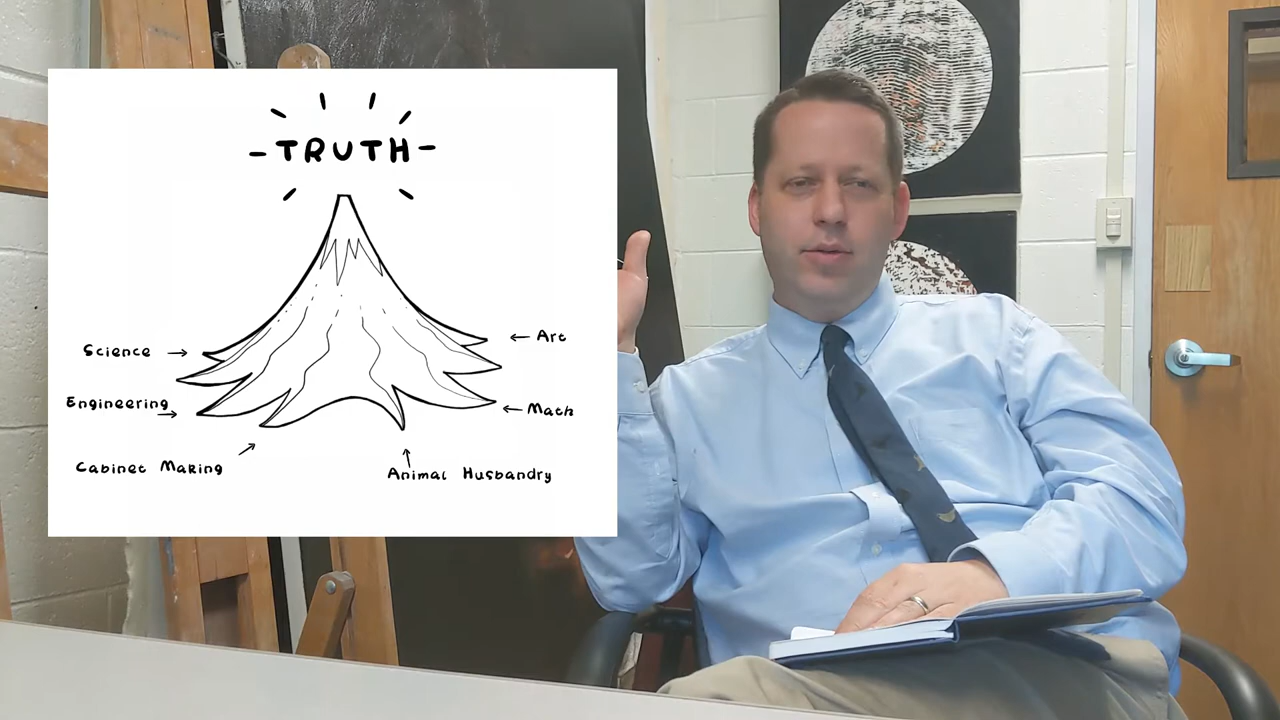 -TRUTH-
Science
Art
Engineering
Math
Cabinet Making
Animal Husbandry